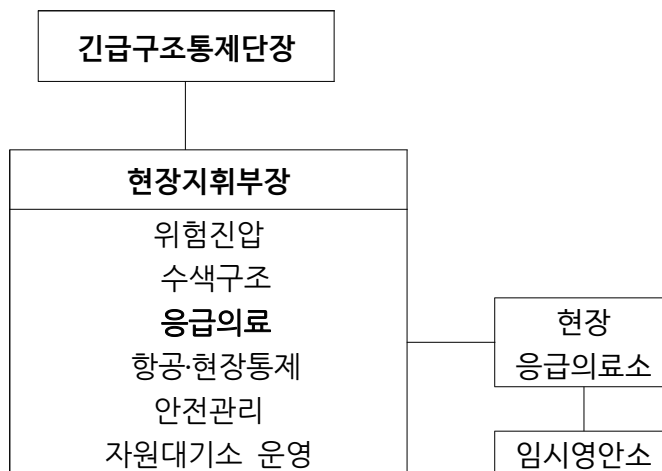 긴급구조통제단장
현장지휘부장
위험진압
수색구조
응급의료
항공·현장통제
안전관리
자원대기소 운영
현장
응급의료소
임시영안소